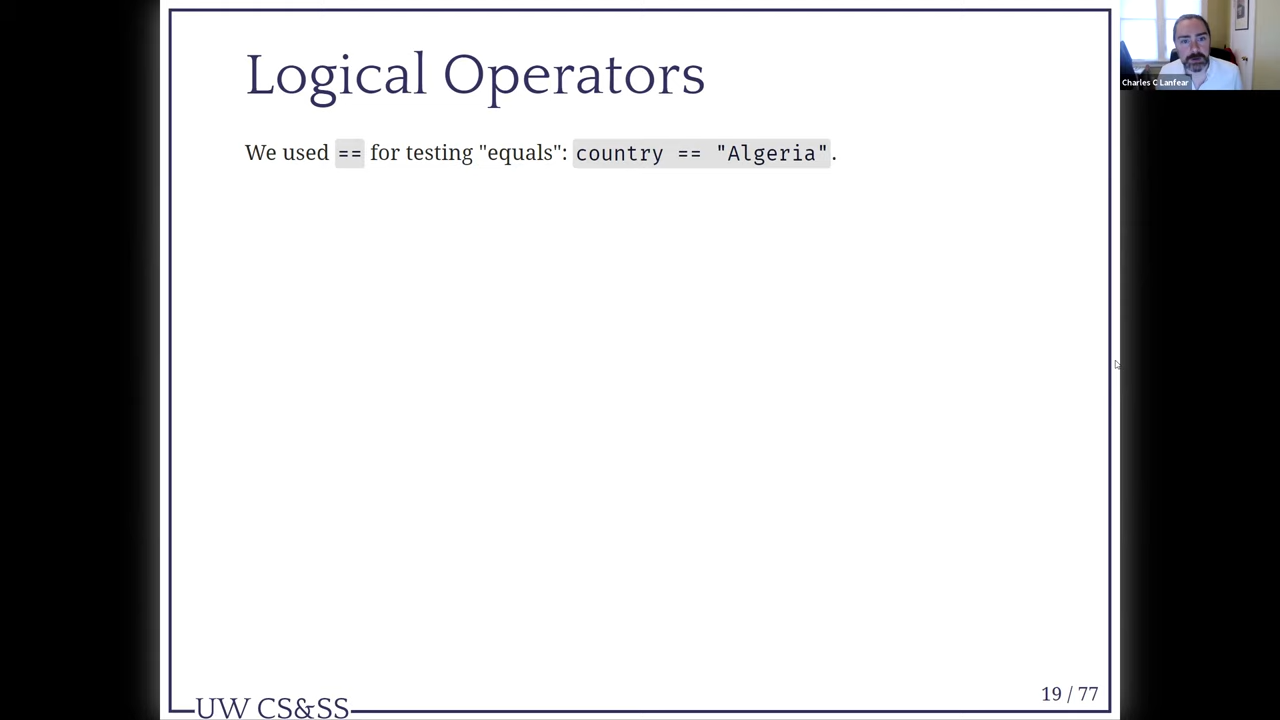 Logical Operators
We used == for testing "equals": country == "Algeria".
Charles C Lanfear
19 / 77
UW CS&SS